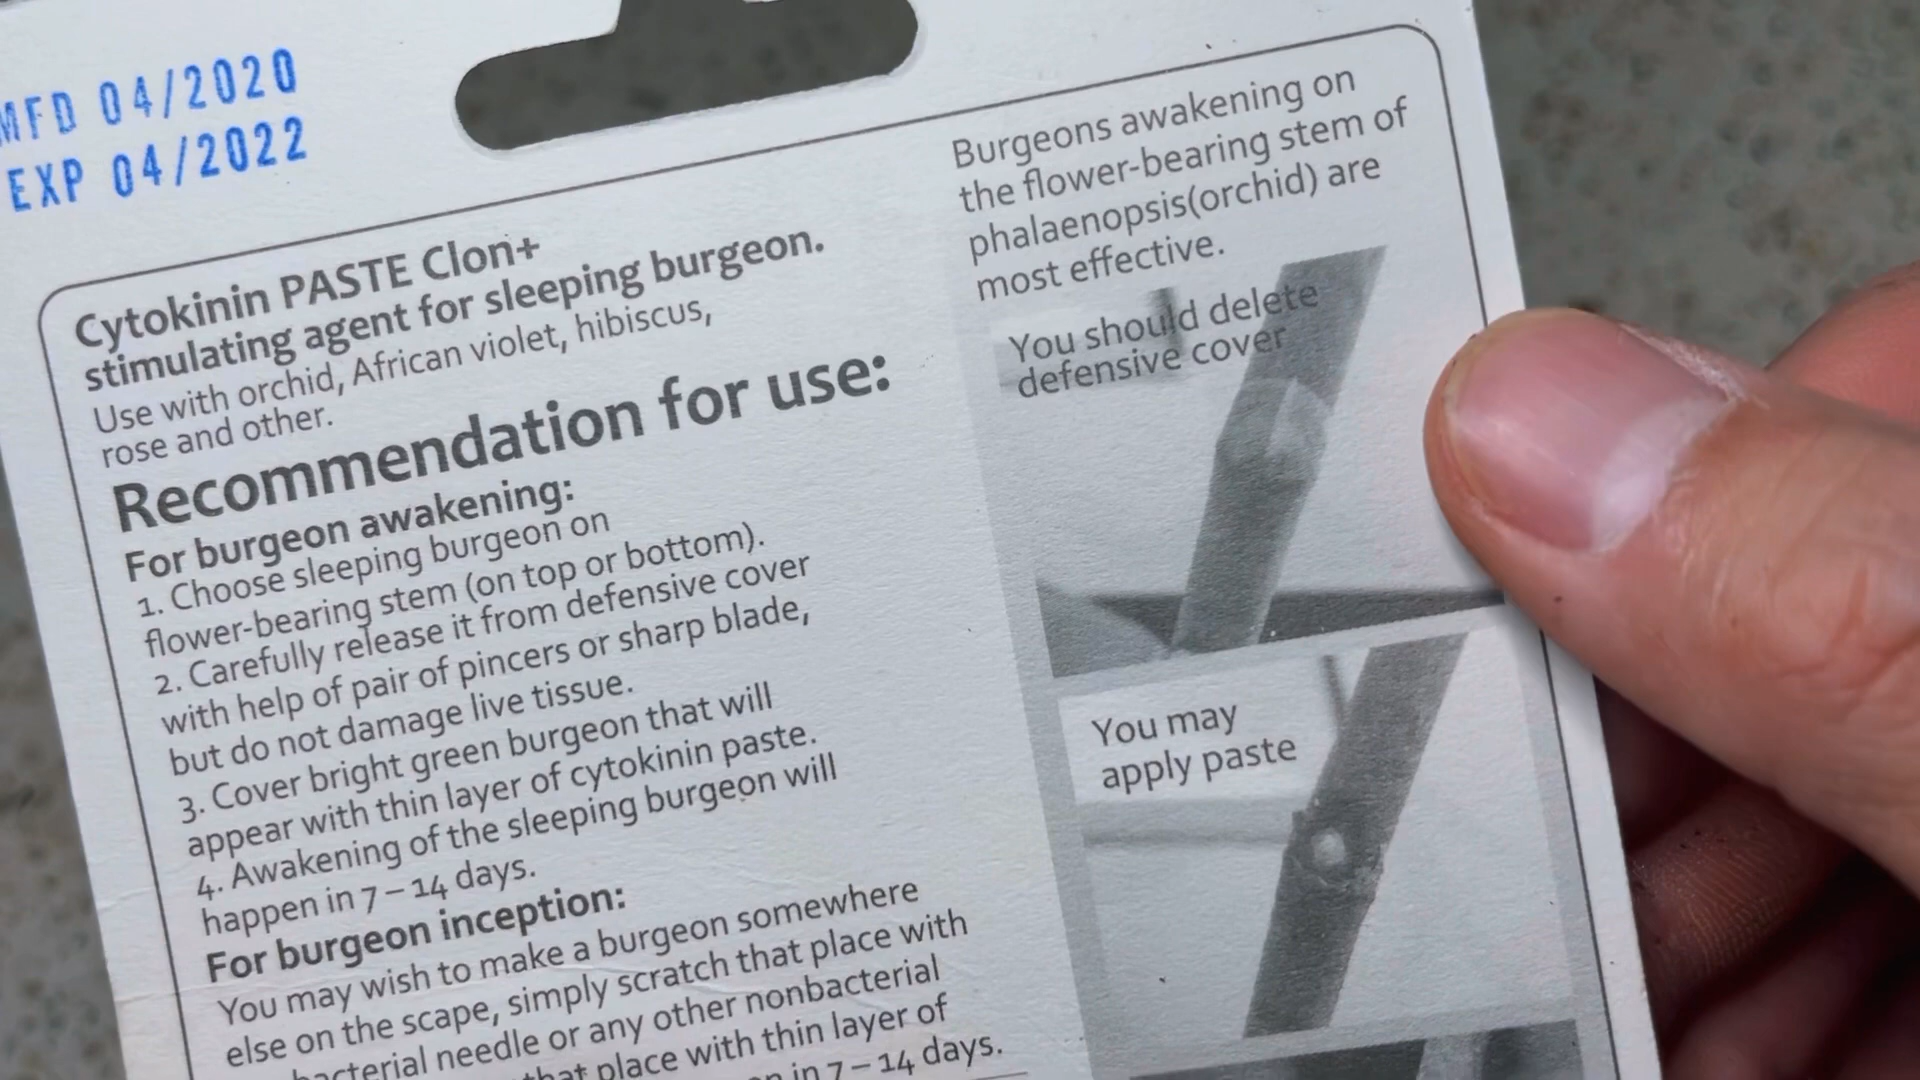 MFD 04/2020
EXP 04/2022
Cytokinin PASTE Clon+
stimulating agent for sleeping burgeon.
Use with orchid, African violet, hibiscus,
rose and other.
Recommendation for use:
For burgeon awakening:
1. Choose sleeping burgeon on
flower-bearing stem (on top or bottom).
2. Carefully release it from defensive cover
with help of pair of pincers or sharp blade,
but do not damage live tissue.
3. Cover bright green burgeon that will
appear with thin layer of cytokinin paste.
4. Awakening of the sleeping burgeon will
happen in 7 – 14 days.
For burgeon inception:
You may wish to make a burgeon somewhere
else on the scape, simply scratch that place with
needle or any other nonbacterial
that place with thin layer of
in 7 – 14 days.
Burgeons awakening on
the flower-bearing stem of
phalaenopsis(orchid) are
most effective.
You should delete
defensive cover
You may
apply paste